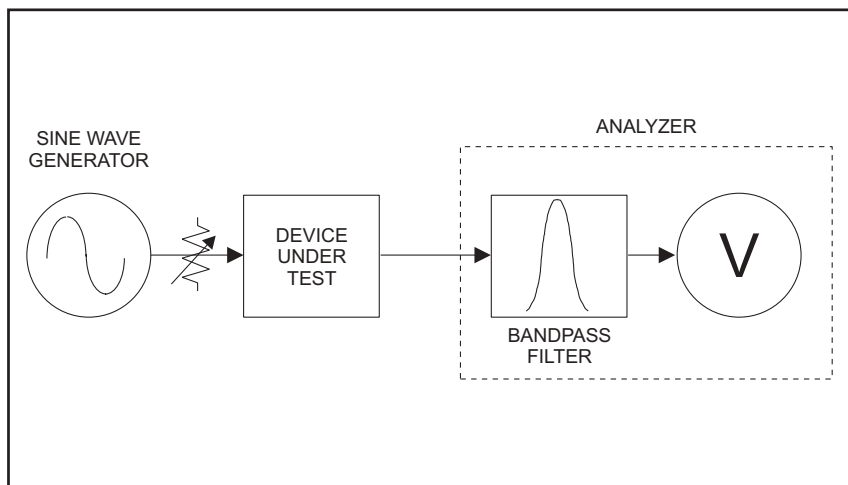 SINE WAVE
GENERATOR
DEVICE
UNDER
TEST
ANALYZER
BANDPASS
FILTER
V